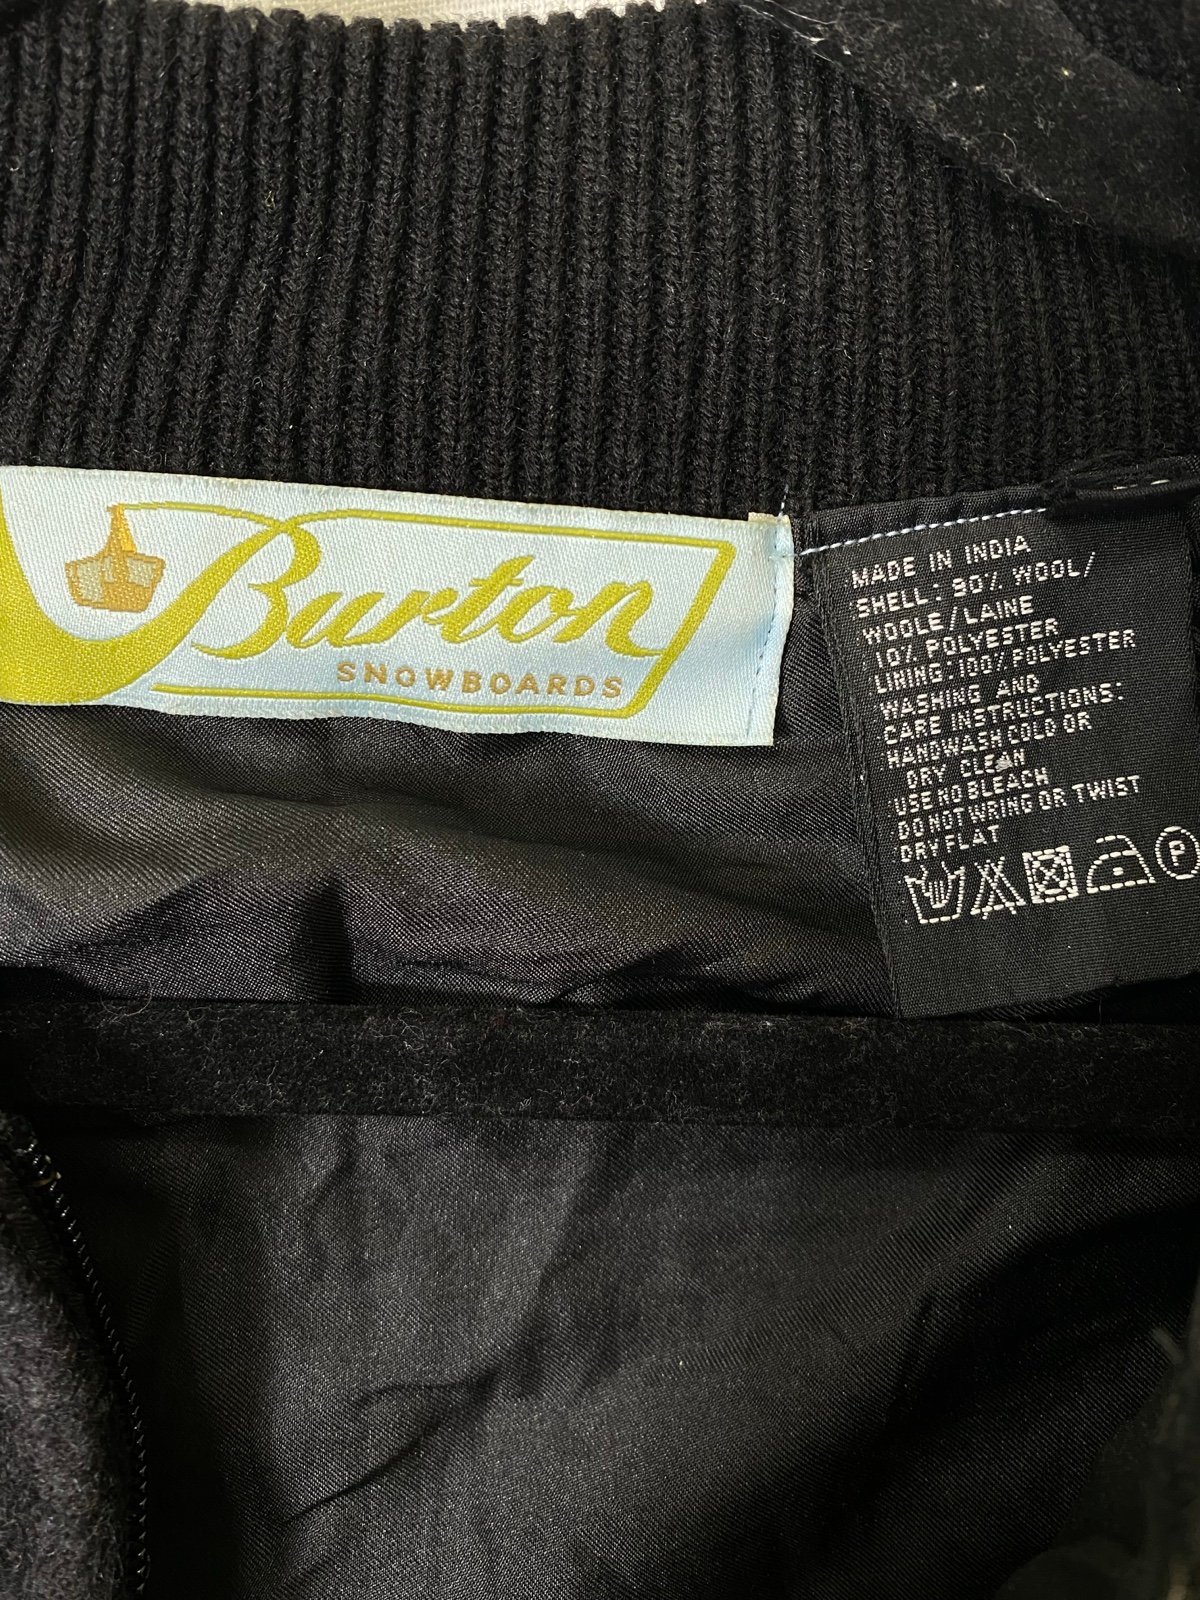 Burton
SNOWBOARDS
MADE IN INDIA
SHELL: 90% WOOL/
WOOLE/LAINE
10% POLYESTER
LINING: 100% POLYESTER
WASHING AND
CARE INSTRUCTIONS:
HANDWASH COLD OR
DRY CLEAN
USE NO BLEACH
DO NOT WRING OR TWIST
DRY FLAT
P